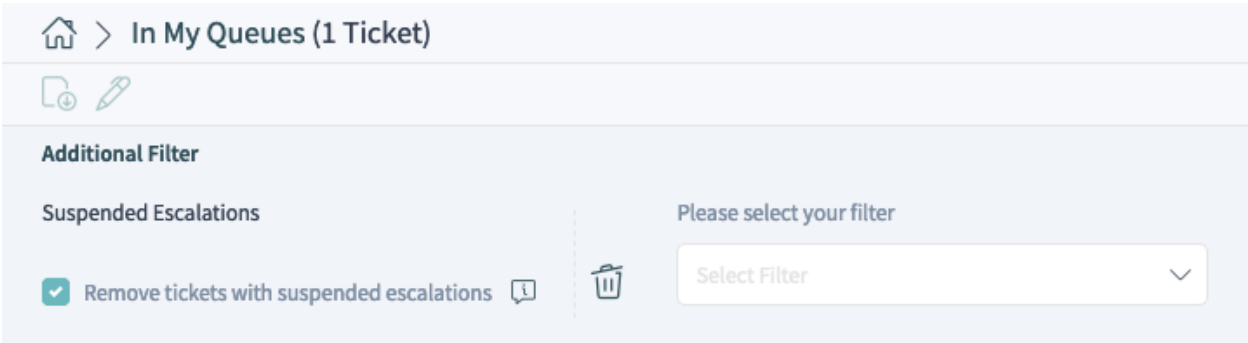 In My Queues (1 Ticket)
Additional Filter
Suspended Escalations
Please select your filter
Remove tickets with suspended escalations
Select Filter